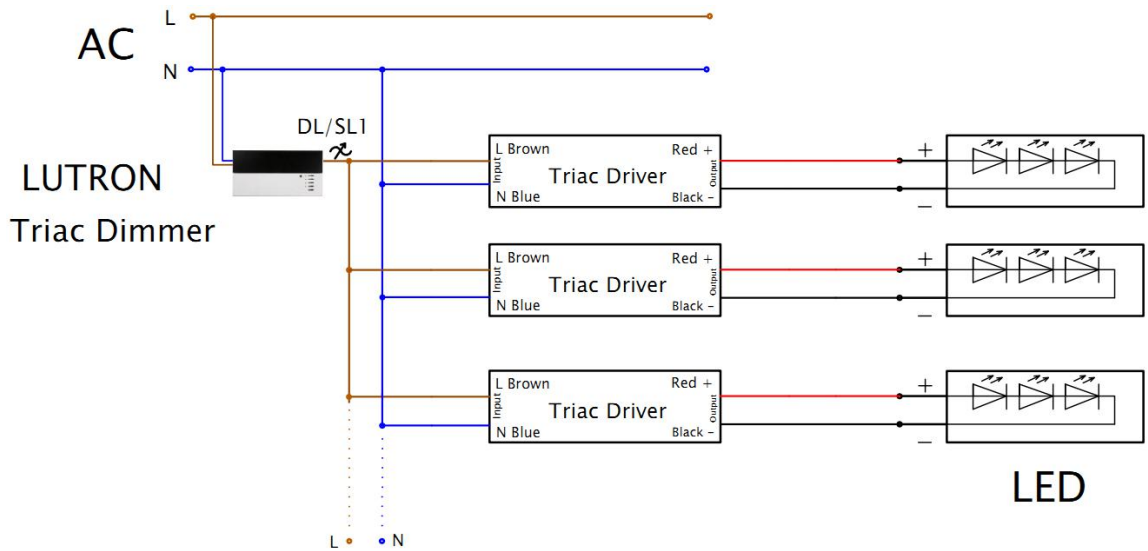 L
AC
N
DL/SL1
LUTRON
Triac Dimmer
L Brown
Input
N Blue
Triac Driver
Red +
Output
Black -
+
—
L Brown
Input
N Blue
Triac Driver
Red +
Output
Black -
+
—
L Brown
Input
N Blue
Triac Driver
Red +
Output
Black -
+
—
LED
L
N